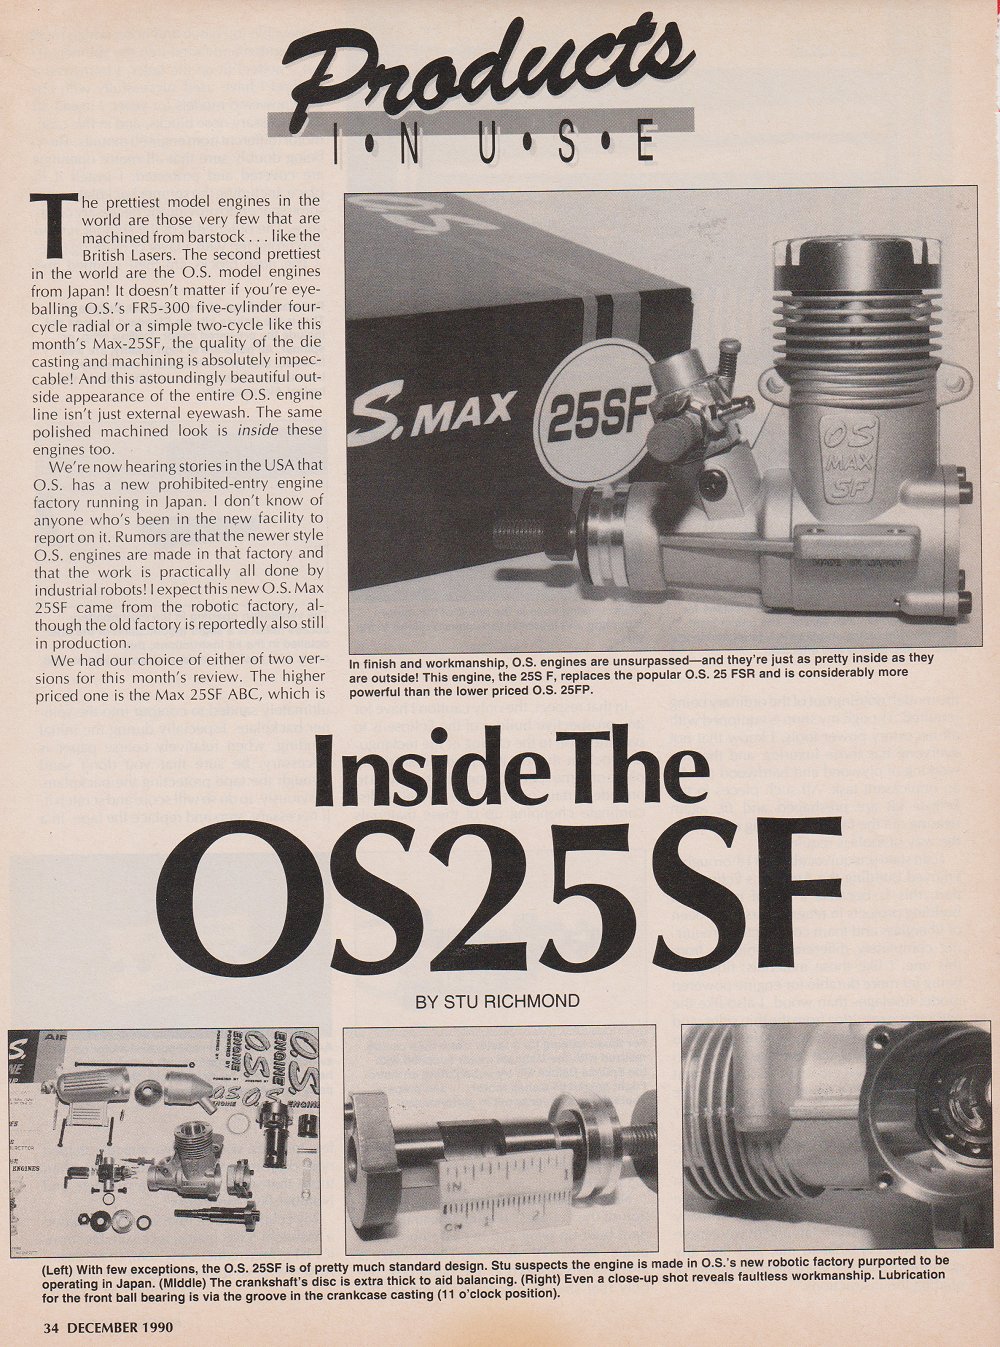 Products
I•N U•S•E
The prettiest model engines in the
world are those very few that are
machined from barstock . . . like the
British Lasers. The second prettiest
in the world are the O.S. model engines
from Japan! It doesn't matter if you're eye-
balling O.S.'s FR5-300 five-cylinder four-
cycle radial or a simple two-cycle like this
month's Max-25SF, the quality of the die
casting and machining is absolutely impec-
cable! And this astoundingly beautiful out-
side appearance of the entire O.S. engine
line isn't just external eyewash. The same
polished machined look is inside these
engines too.
We're now hearing stories in the USA that
O.S. has a new prohibited-entry engine
factory running in Japan. I don't know of
anyone who's been in the new facility to
report on it. Rumors are that the newer style
O.S. engines are made in that factory and
that the work is practically all done by
industrial robots! I expect this new O.S. Max
25SF came from the robotic factory, al-
though the old factory is reportedly also still
in production.
We had our choice of either of two ver-
sions for this month's review. The higher
priced one is the Max 25SF ABC, which is
OS
S. MAX
25SF
OS
MAX
SF
MADE IN JAPAN
In finish and workmanship, O.S. engines are unsurpassed—and they're just as pretty inside as they
are outside! This engine, the 25S F, replaces the popular O.S. 25 FSR and is considerably more
powerful than the lower priced O.S. 25FP.
Inside The
OS25SF
BY STU RICHMOND
S.
AIR
O.S.
ENGINE
POWERED BY
O.S.
ENGINE
O.S.
ENGINE
ENGINES
IN
CM
1
2
(Left) With few exceptions, the O.S. 25SF is of pretty much standard design. Stu suspects the engine is made in O.S.'s new robotic factory purported to be
operating in Japan. (Middle) The crankshaft's disc is extra thick to aid balancing. (Right) Even a close-up shot reveals faultless workmanship. Lubrication
for the front ball bearing is via the groove in the crankcase casting (11 o'clock position).
34 DECEMBER 1990